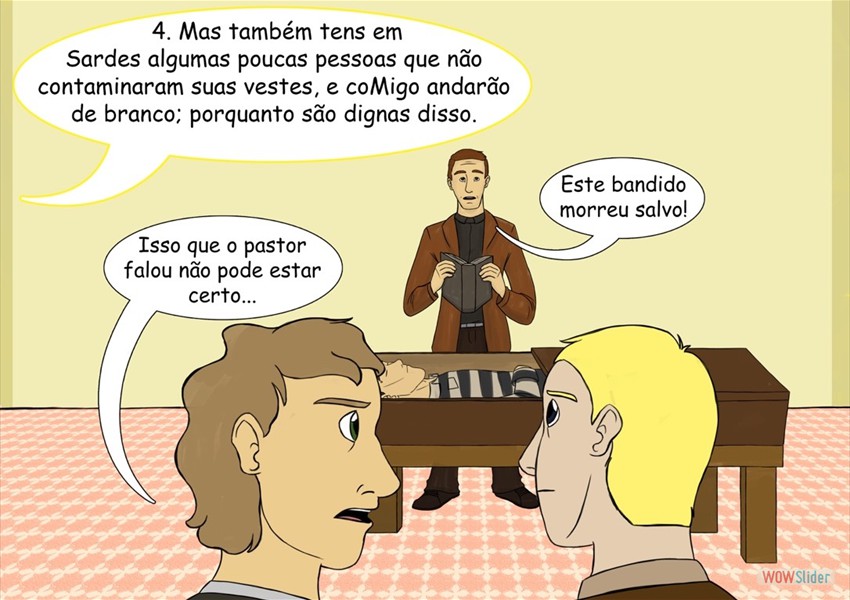 4. Mas também tens em
Sardes algumas poucas pessoas que não
contaminaram suas vestes, e coMigo andarão
de branco; porquanto são dignas disso.
Este bandido
morreu salvo!
Isso que o pastor
falou não pode estar
certo...
WOWSlider